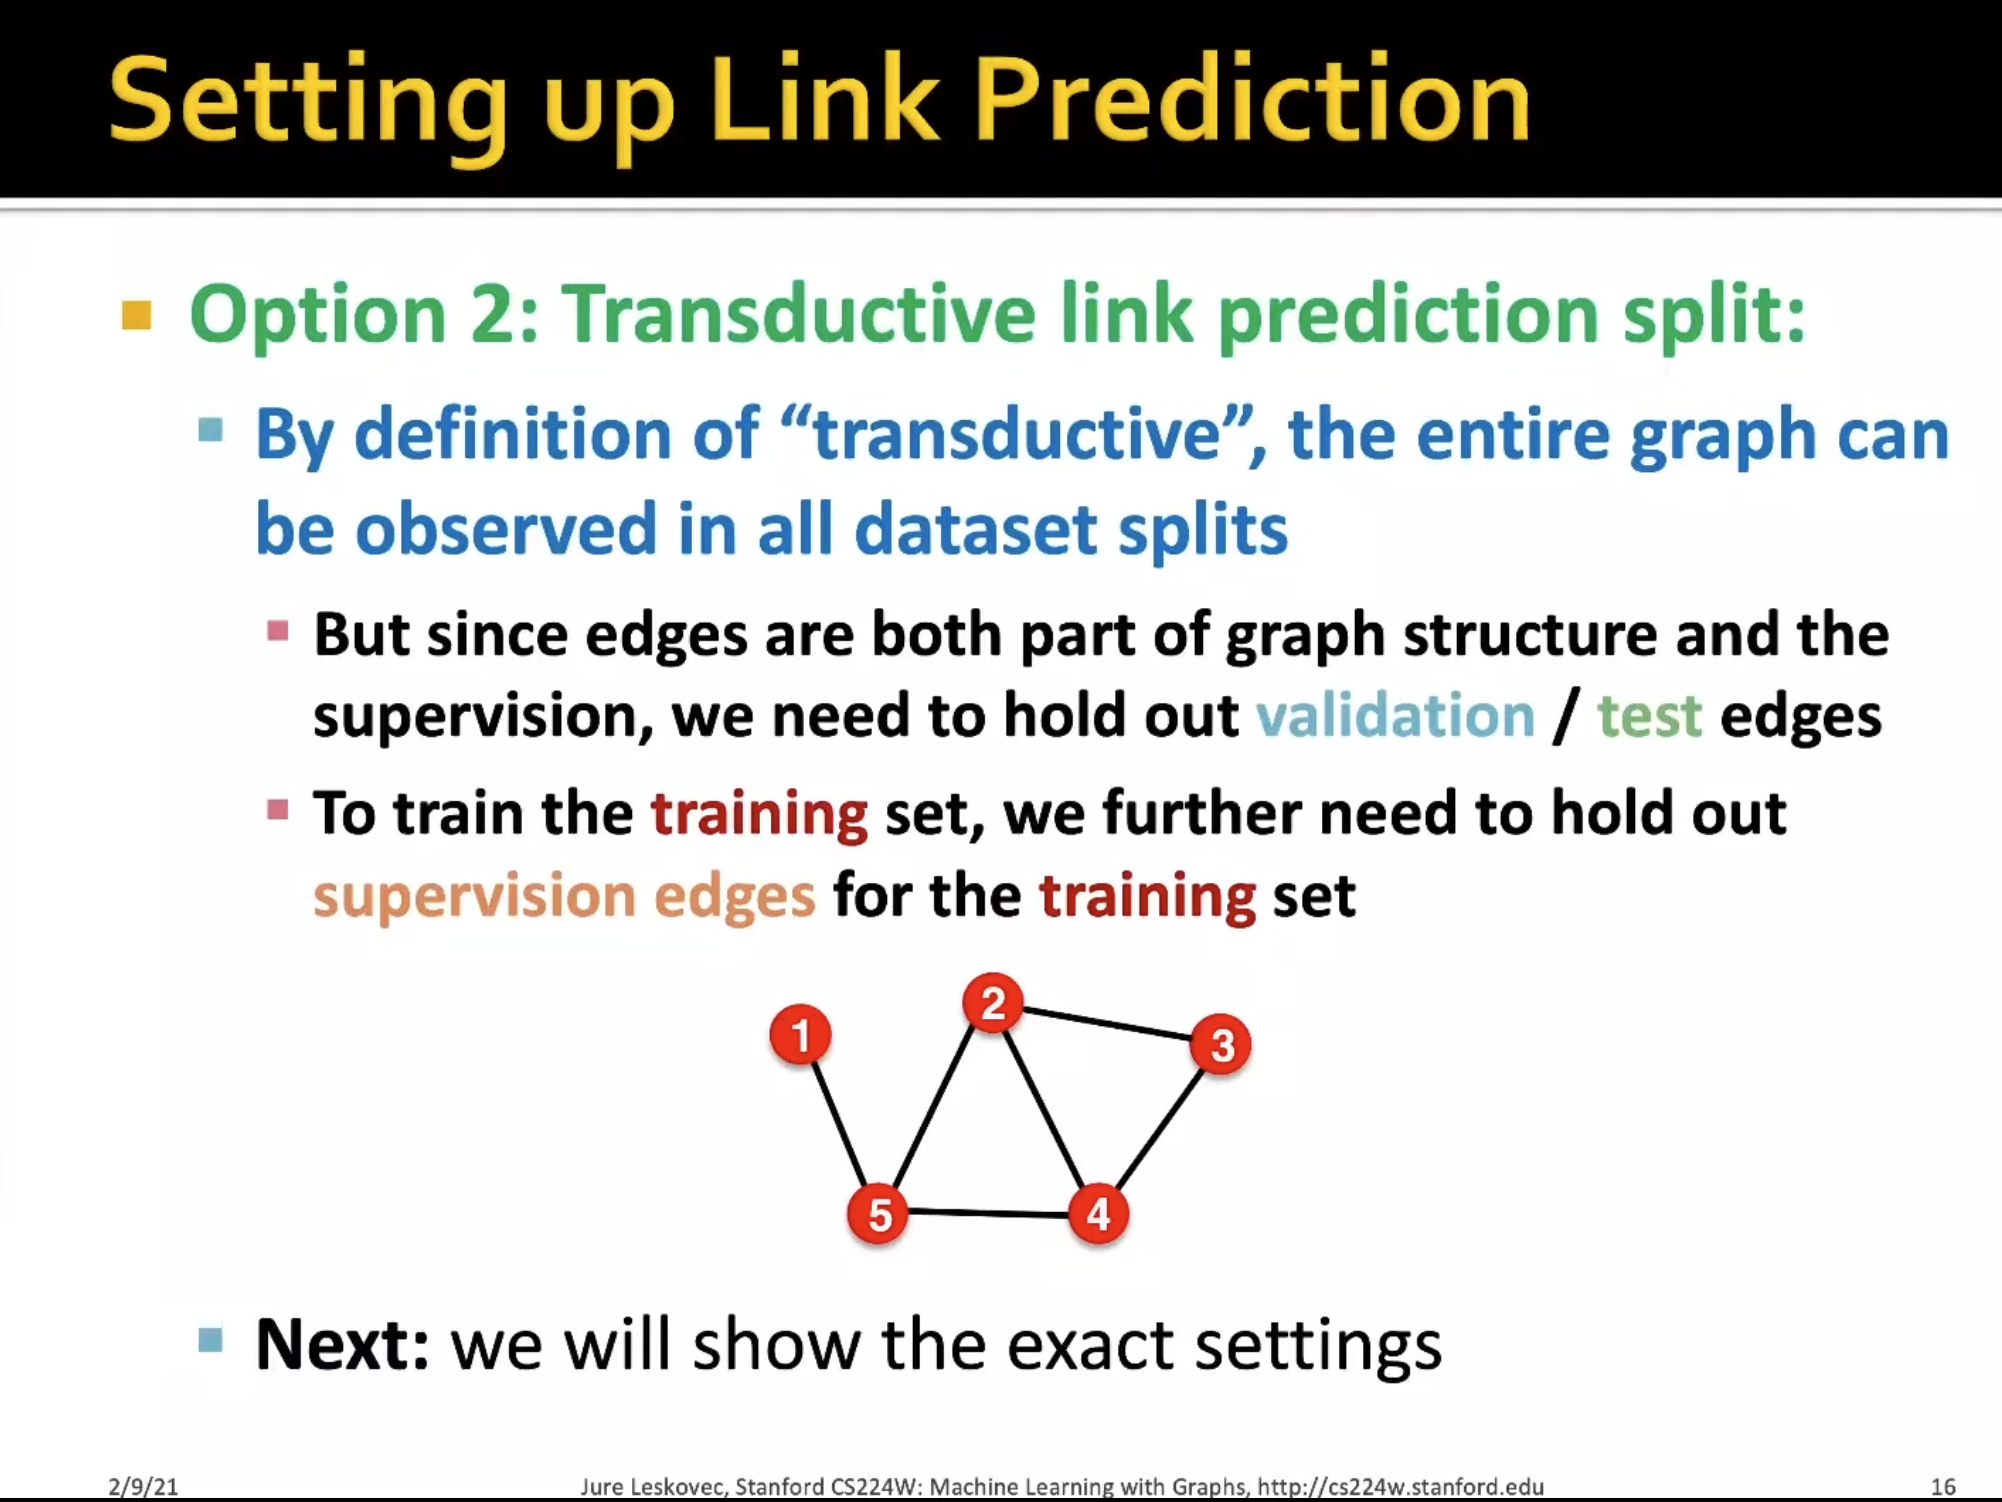 Setting up Link Prediction
Option 2: Transductive link prediction split:
By definition of “transductive”, the entire graph can
be observed in all dataset splits
But since edges are both part of graph structure and the
supervision, we need to hold out validation / test edges
To train the training set, we further need to hold out
supervision edges for the training set
1
2
3
5
4
Next: we will show the exact settings
2/9/21
Jure Leskovec, Stanford CS224W: Machine Learning with Graphs, http://cs224w.stanford.edu
16